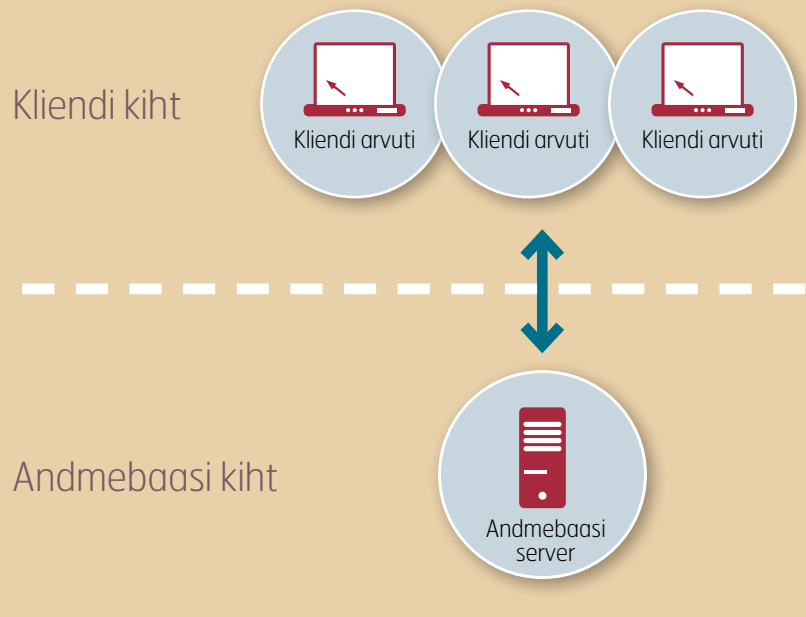 Kliendi kiht
Kliendi arvuti
Kliendi arvuti
Kliendi arvuti
Andmebaasi kiht
Andmebaasi
server